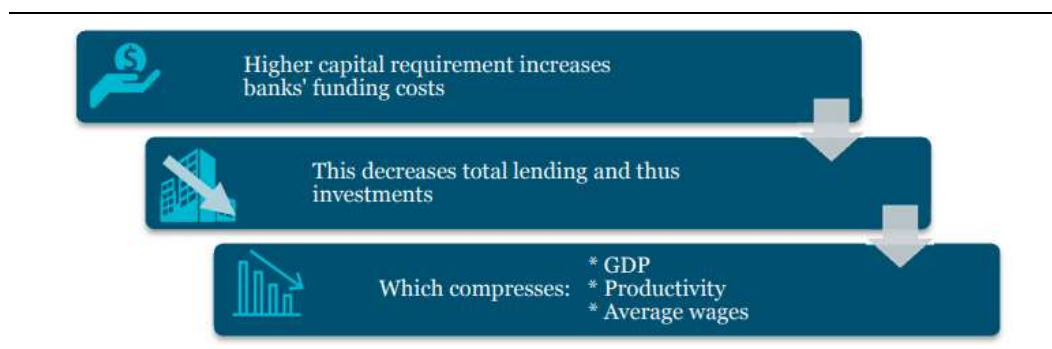 $
Higher capital requirement increases
banks' funding costs
This decreases total lending and thus
investments
Which compresses:
* GDP
* Productivity
* Average wages